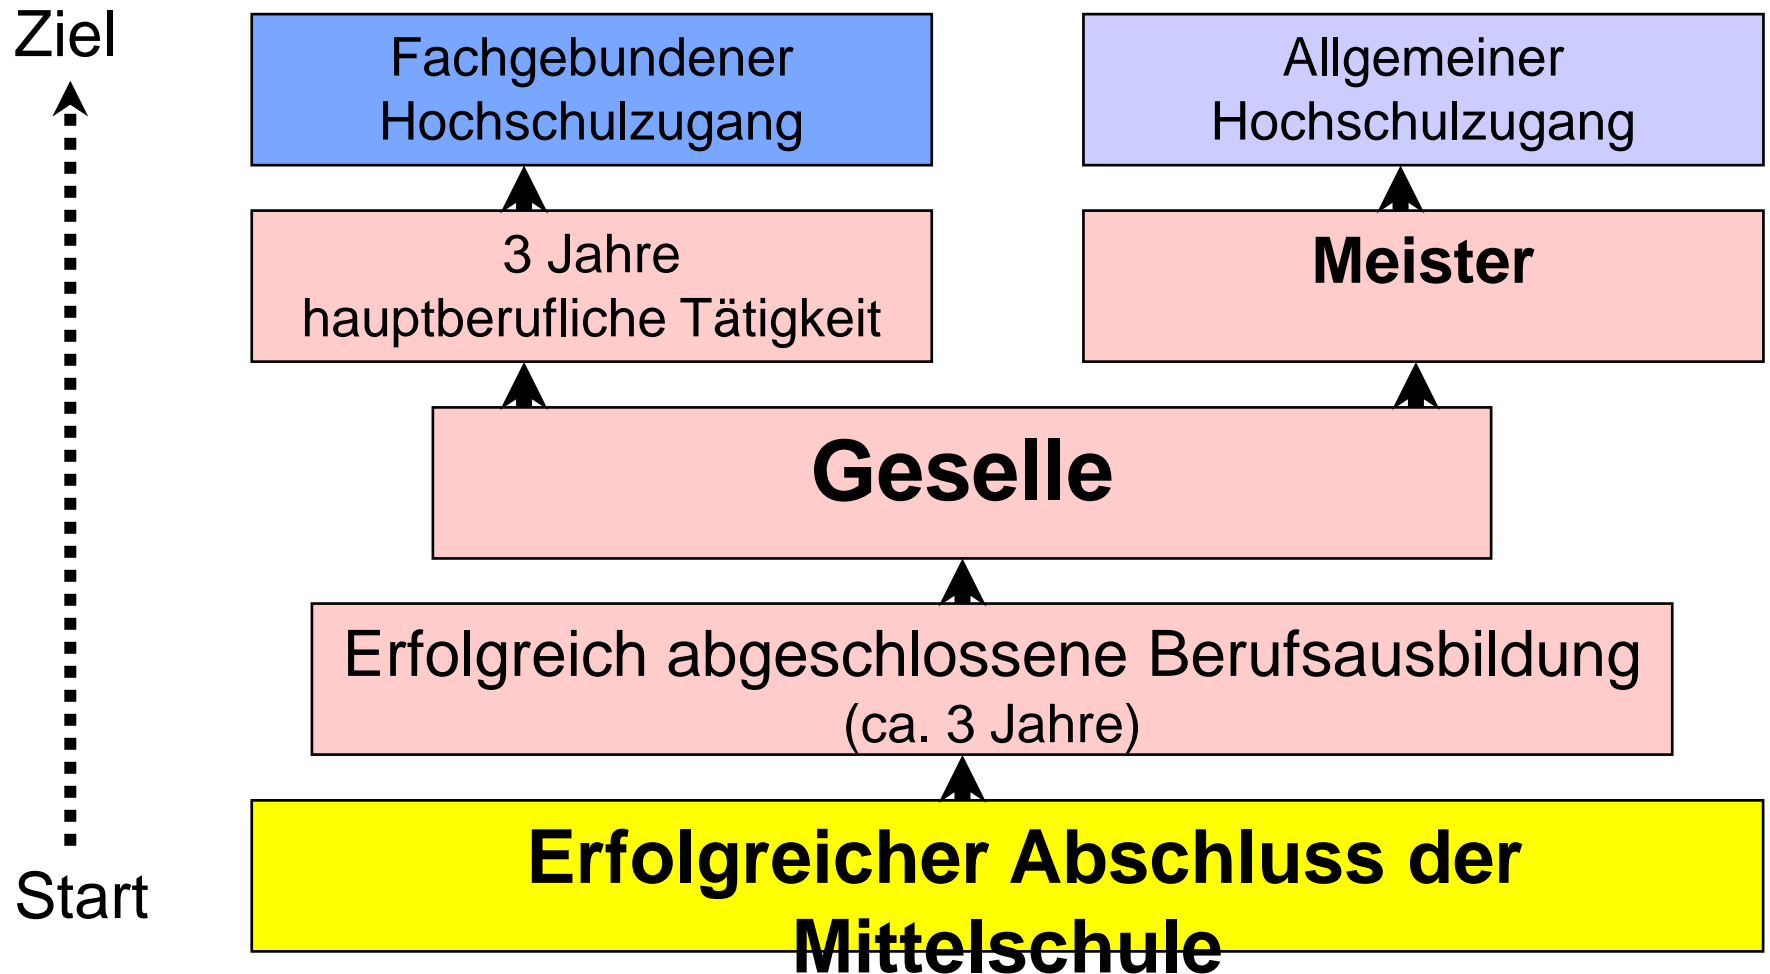 Ziel
Fachgebundener
Hochschulzugang
Allgemeiner
Hochschulzugang
3 Jahre
hauptberufliche Tätigkeit
Meister
Geselle
Erfolgreich abgeschlossene Berufsausbildung
(ca. 3 Jahre)
Erfolgreicher Abschluss der
Mittelschule
Start